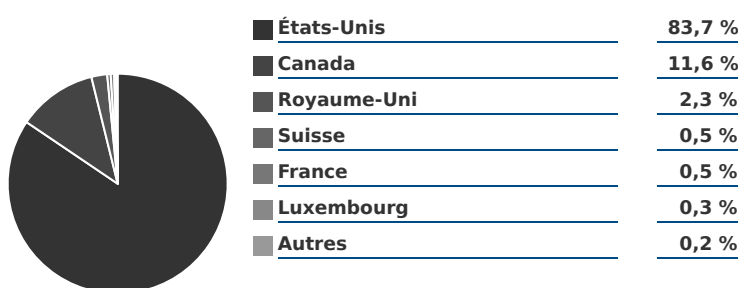 États-Unis 83,7 %
Canada 11,6 %
Royaume-Uni 2,3 %
Suisse 0,5 %
France 0,5 %
Luxembourg 0,3 %
Autres 0,2 %